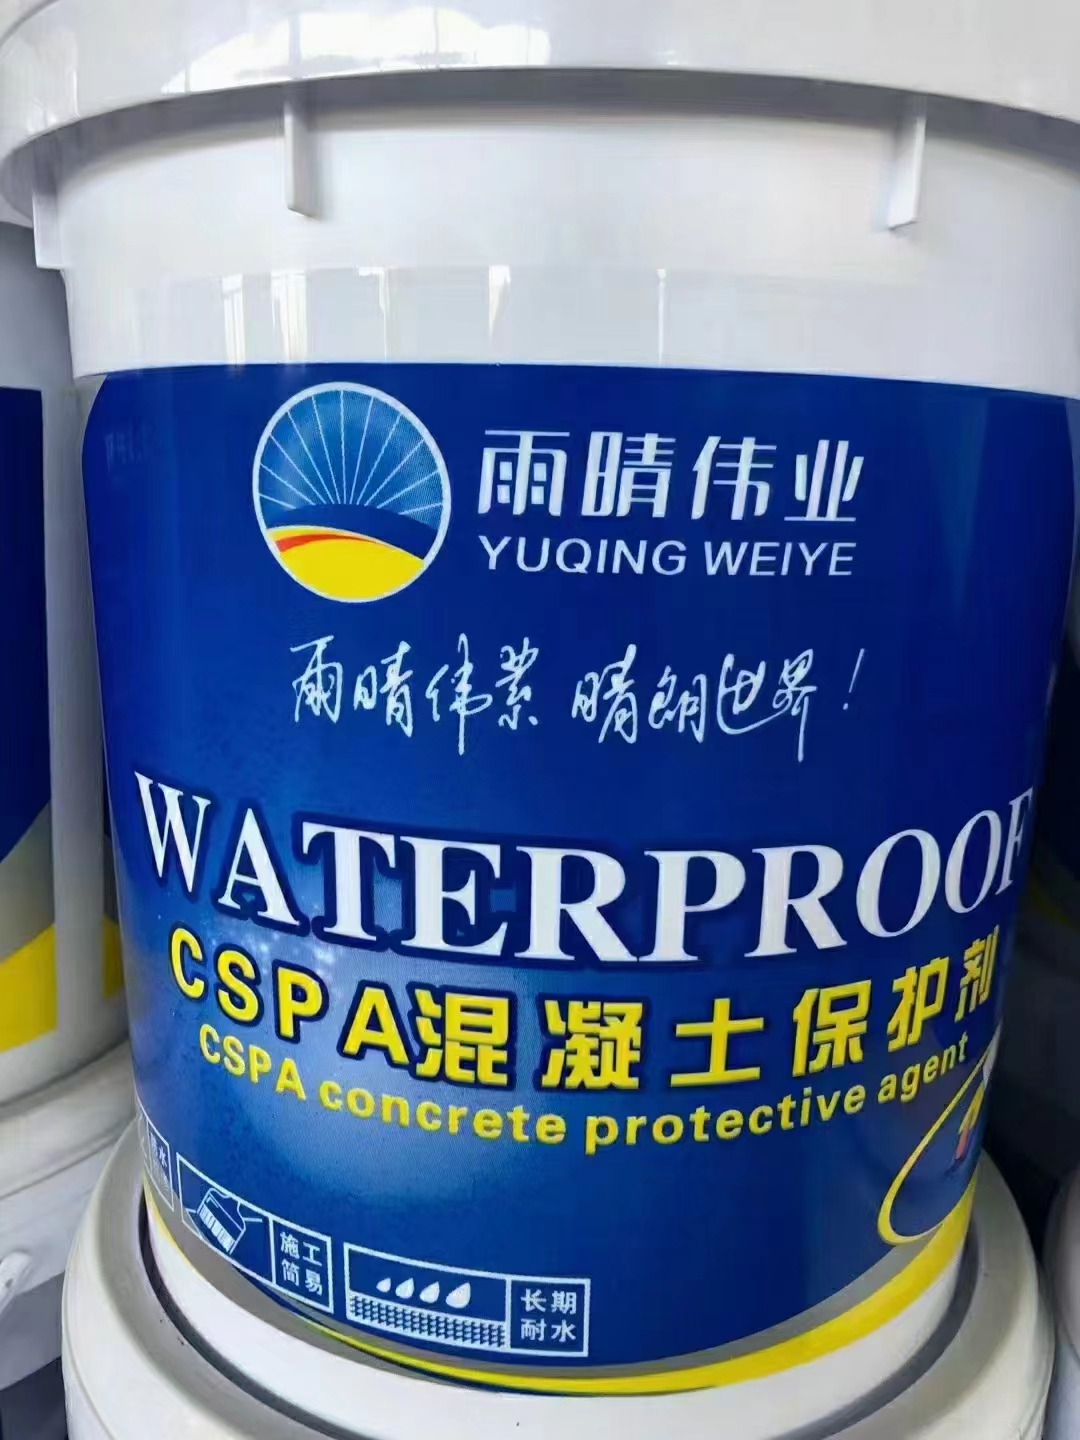 雨晴伟业
YUQING WEIYE
雨晴伟业 晴朗世界！
WATERPROOF
CSPA混凝土保护剂
CSPA concrete protective agent
施工
简易
长期
耐水